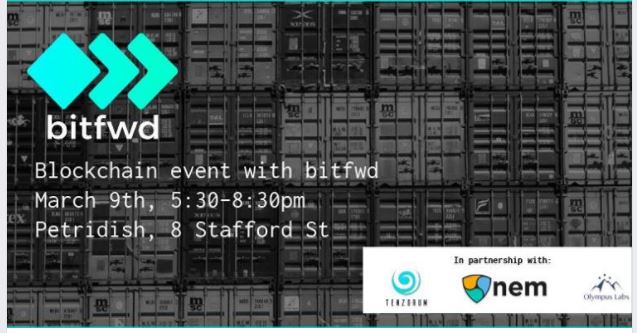 bitfwd
Blockchain event with bitfwd
March 9th, 5:30-8:30pm
Petridish, 8 Stafford St
In partnership with:
TENZORUM
nem
Olympus Labs